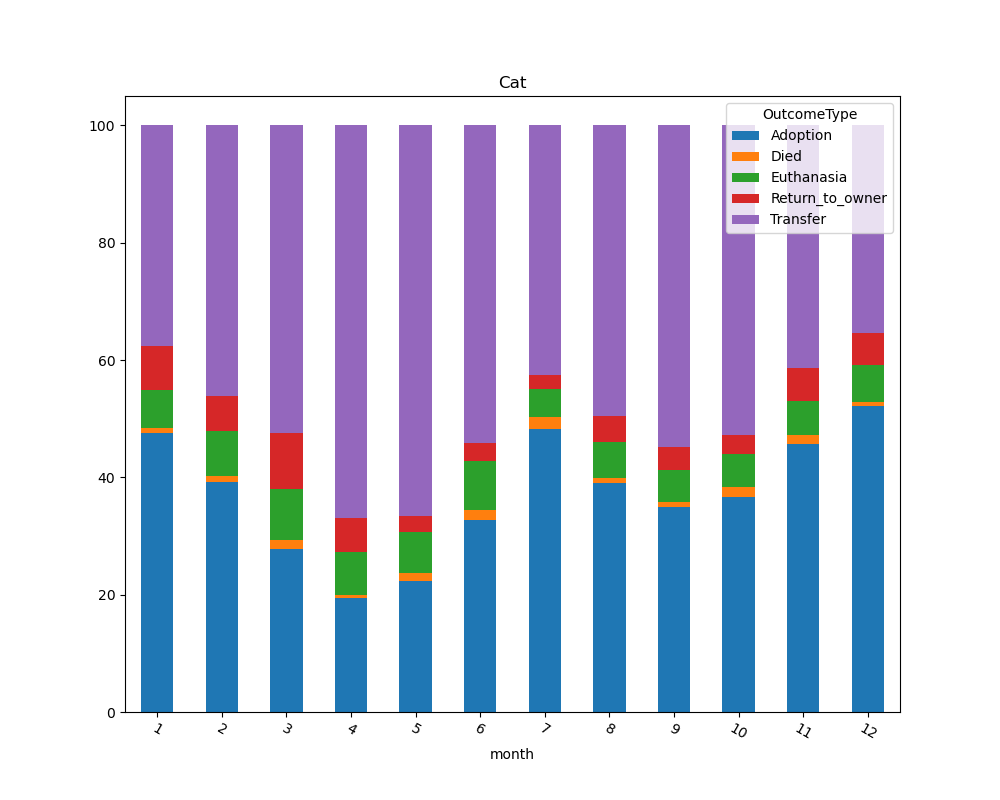 Cat
OutcomeType
Adoption
Died
Euthanasia
Return_to_owner
Transfer
100
80
60
40
20
0
1 2 3 4 5 6 7 8 9 10 11 12
month